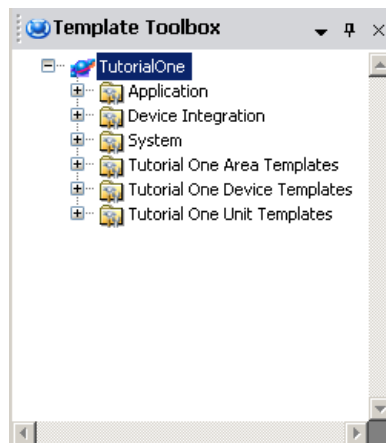 Template Toolbox
TutorialOne
Application
Device Integration
System
Tutorial One Area Templates
Tutorial One Device Templates
Tutorial One Unit Templates